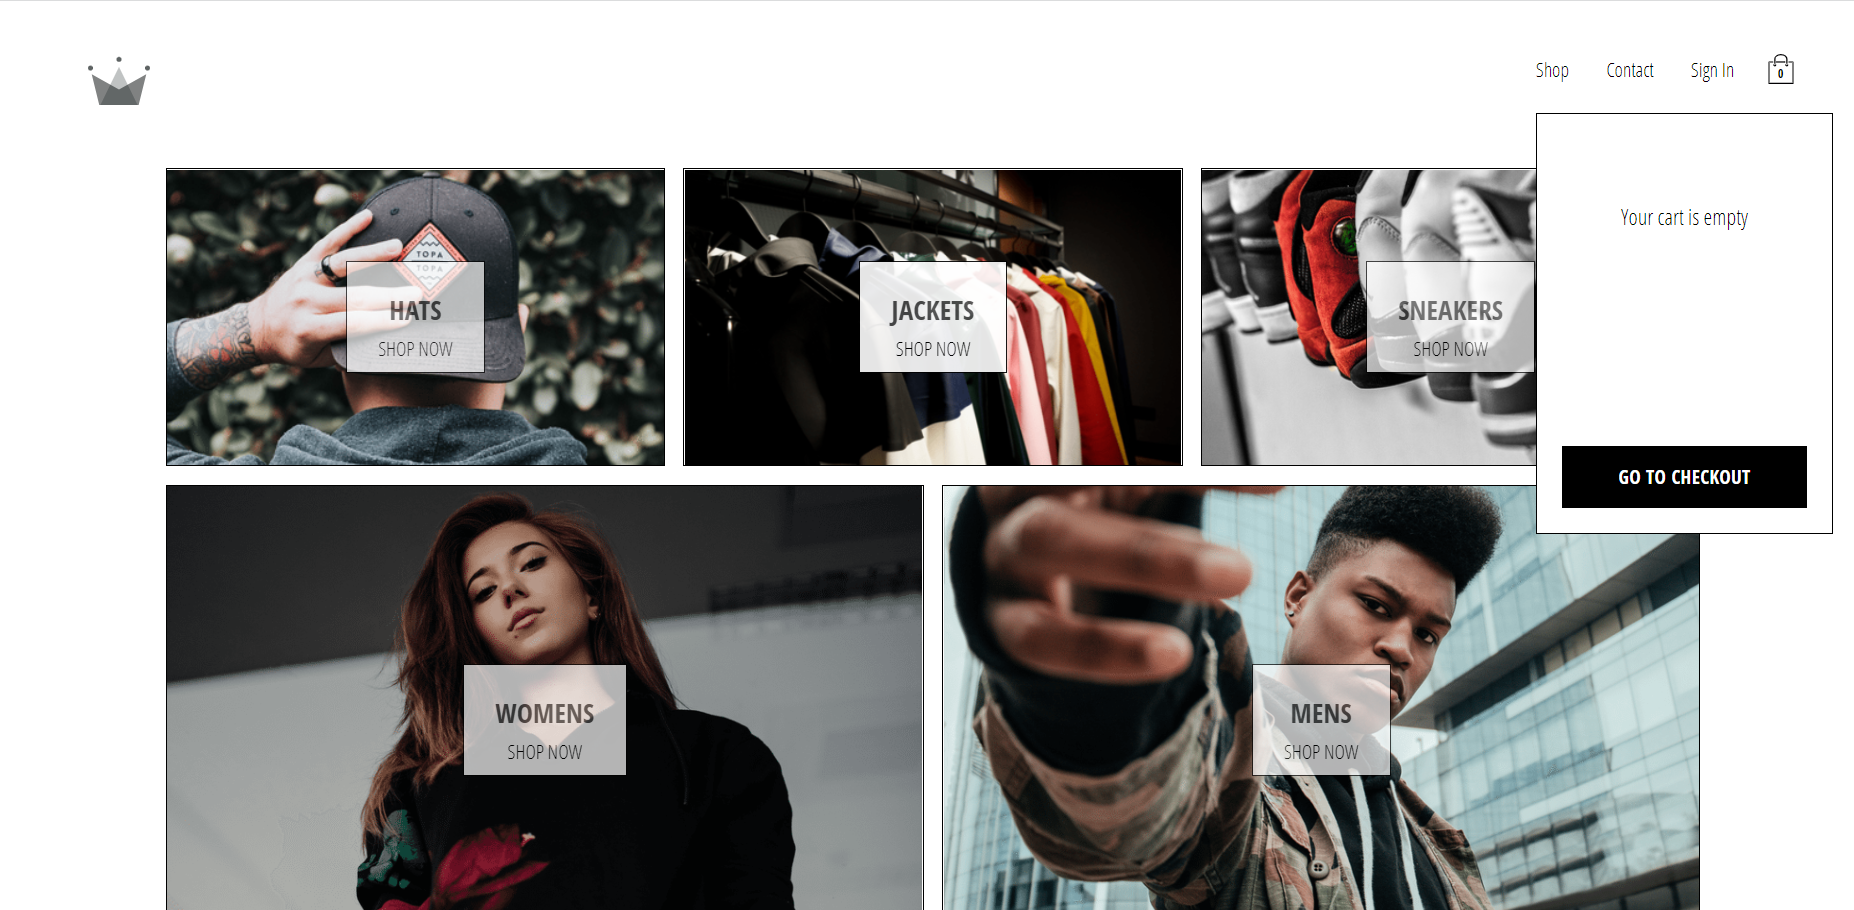 Shop Contact Sign In
0
Your cart is empty
GO TO CHECKOUT
TOPA
TOPA
HATS
SHOP NOW
JACKETS
SHOP NOW
SNEAKERS
SHOP NOW
WOMENS
SHOP NOW
MENS
SHOP NOW